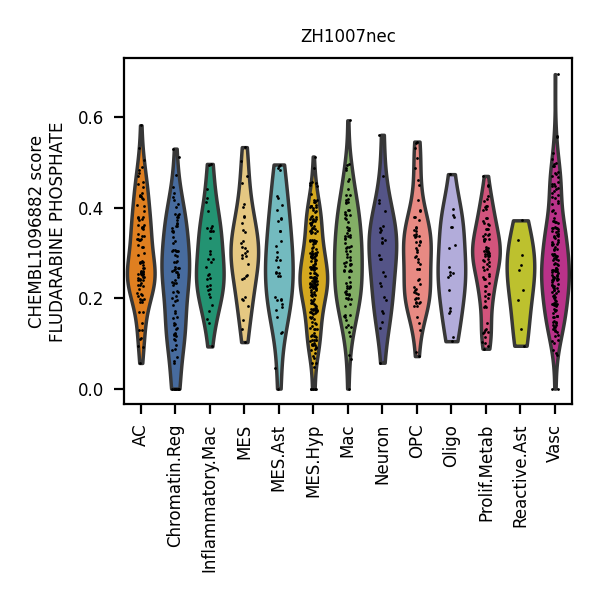 ZH1007nec
CHEMBL1096882 score
FLUDARABINE PHOSPHATE
0.6
0.4
0.2
0.0
AC
Chromatin.Reg
Inflammatory.Mac
MES
MES.Ast
MES.Hyp
Mac
Neuron
OPC
Oligo
Prolif.Metab
Reactive.Ast
Vasc